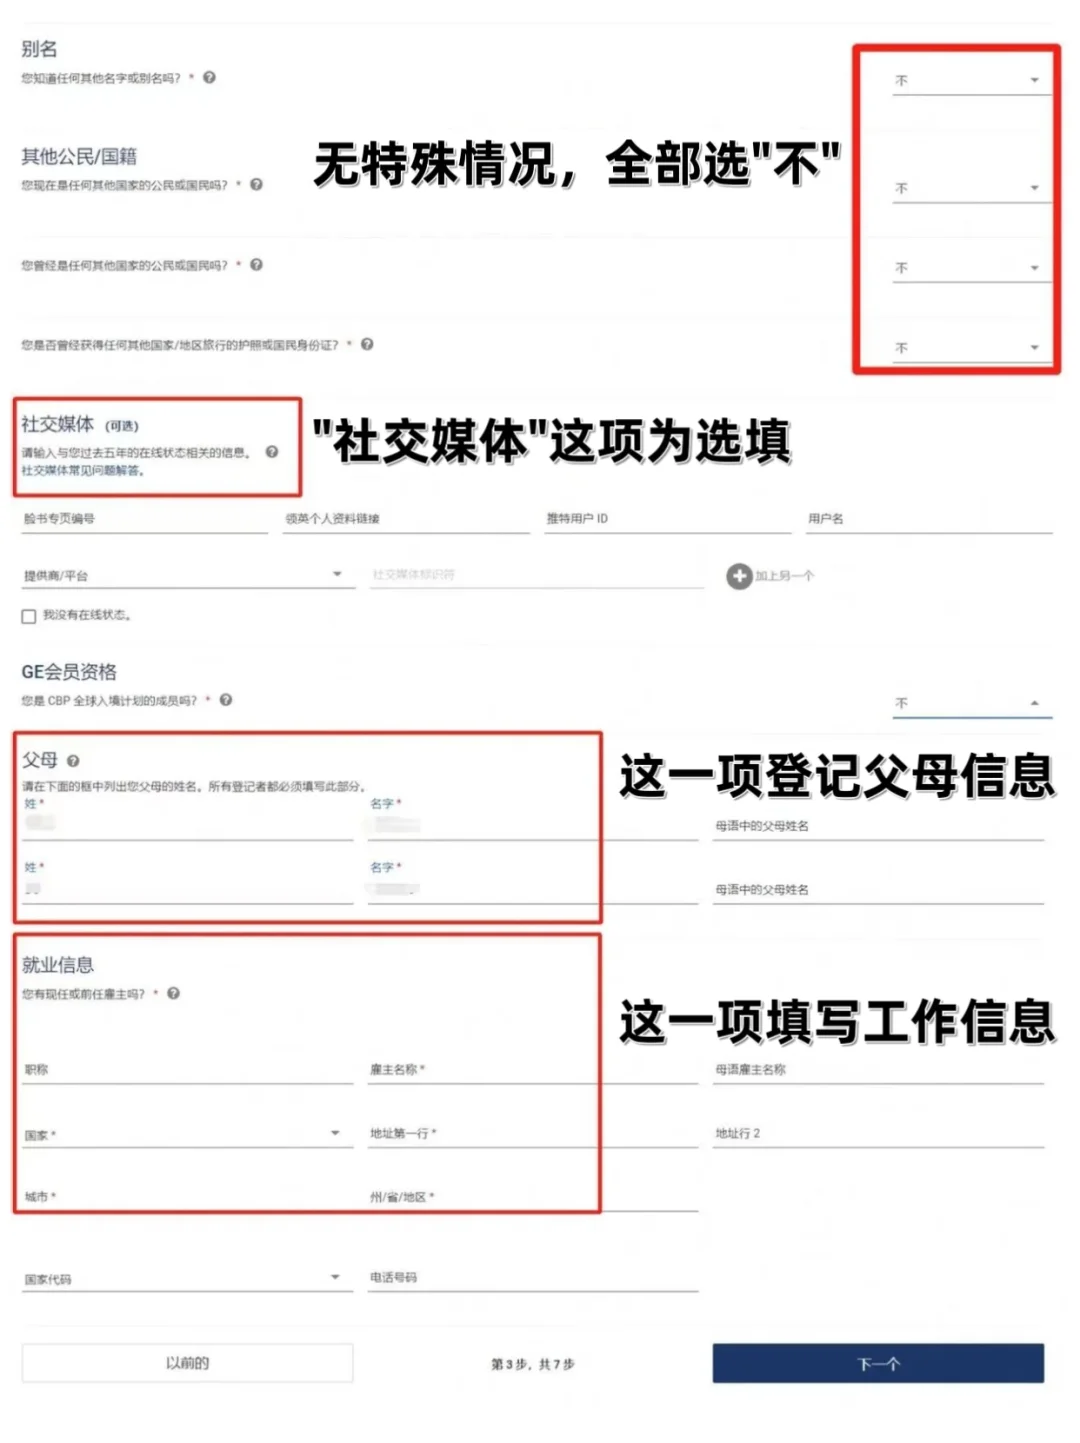 别名
您知道任何其他名字或别名吗？ *
不
其他公民/国籍
无特殊情况，全部选"不"
您现在是任何其他国家的公民或国民吗？ *
不
您曾经是任何其他国家的公民或国民吗？ *
不
您是否曾经获得任何其他国家/地区旅行的护照或国民身份证？ *
不
社交媒体 (可选)
"社交媒体"这项为选填
请输入与您过去五年的在线状态相关的信息。
社交媒体常见问题解答。
脸书专页编号
领英个人资料链接
推特用户 ID
用户名
提供商/平台
社交媒体标识符
加上另一个
我没有在线状态。
GE会员资格
您是 CBP 全球入境计划的成员吗？ *
不
父母
这一项登记父母信息
请在下面的框中列出您父母的姓名。所有登记者都必须填写此部分。
姓 *
名字 *
母语中的父母姓名
姓 *
名字 *
母语中的父母姓名
就业信息
您有现任或前任雇主吗？ *
这一项填写工作信息
职称
雇主名称 *
母语雇主名称
国家 *
地址第一行 *
地址行 2
城市 *
州/省/地区 *
国家代码
电话号码
以前的
第 3 步, 共 7 步
下一个